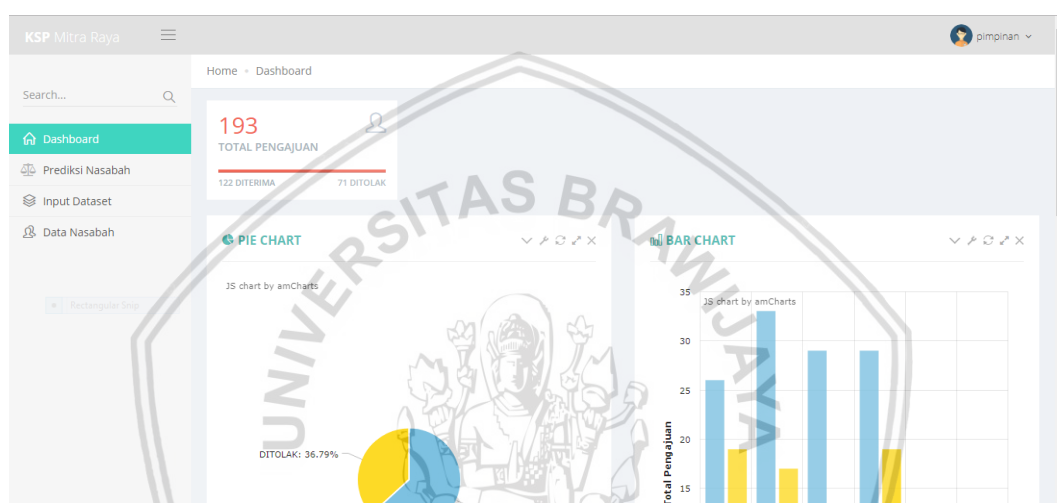 KSP Mitra Raya
pimpinan
Home Dashboard
Search...
Dashboard
Prediksi Nasabah
Input Dataset
Data Nasabah
Rectangular Snip
193
TOTAL PENGAJUAN
122 DITERIMA 71 DITOLAK
PIE CHART
JS chart by amCharts
DITOLAK: 36.79%
BAR CHART
JS chart by amCharts
35
30
25
20
15
Total Pengajuan
UNIVERSITAS BRAWIJAYA